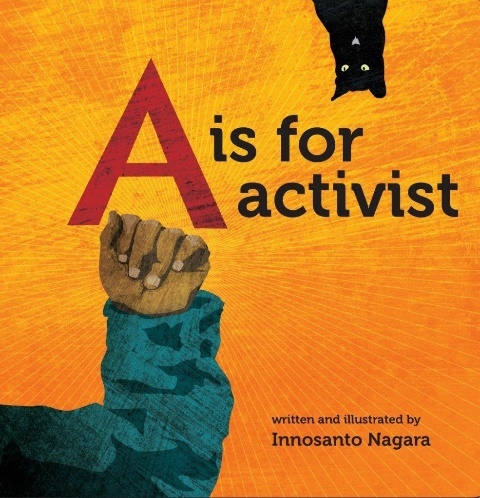 A is for
activist
written and illustrated by
Innosanto Nagara